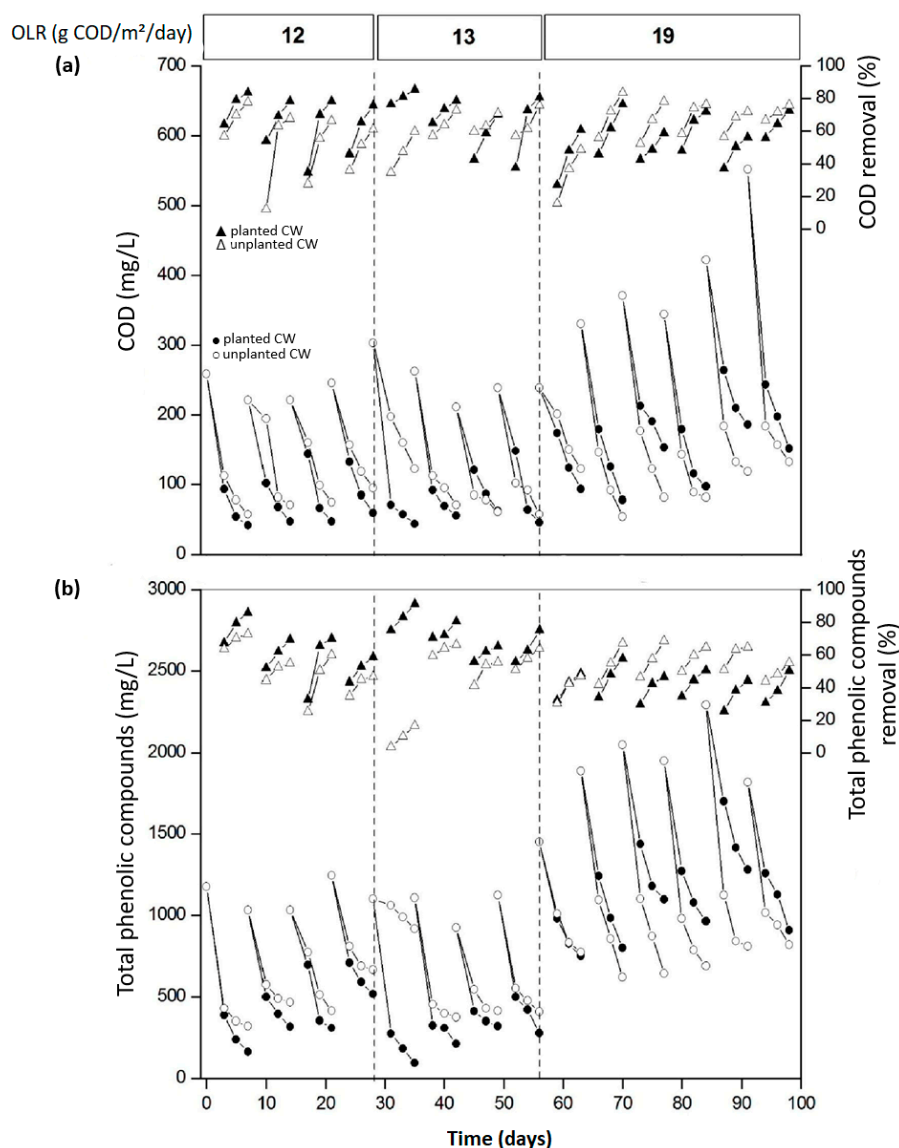 OLR (g COD/m²/day)
12
13
19
(a)
700
600
500
400
300
200
100
0
COD (mg/L)
100
80
60
40
20
0
COD removal (%)
planted CW
unplanted CW
planted CW
unplanted CW
(b)
3000
2500
2000
1500
1000
500
0
Total phenolic compounds (mg/L)
100
80
60
40
20
0
Total phenolic compounds
removal (%)
0 10 20 30 40 50 60 70 80 90 100
Time (days)